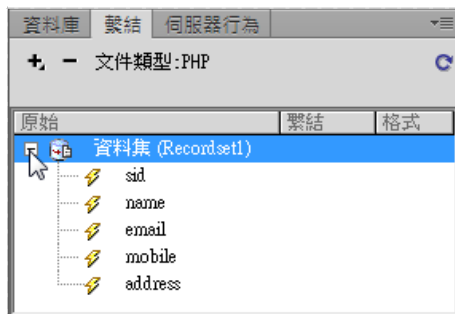 資料庫 繫結 伺服器行為
文件類型:PHP
原始 繫結 格式
資料集 (Recordset1)
sid
name
email
mobile
address